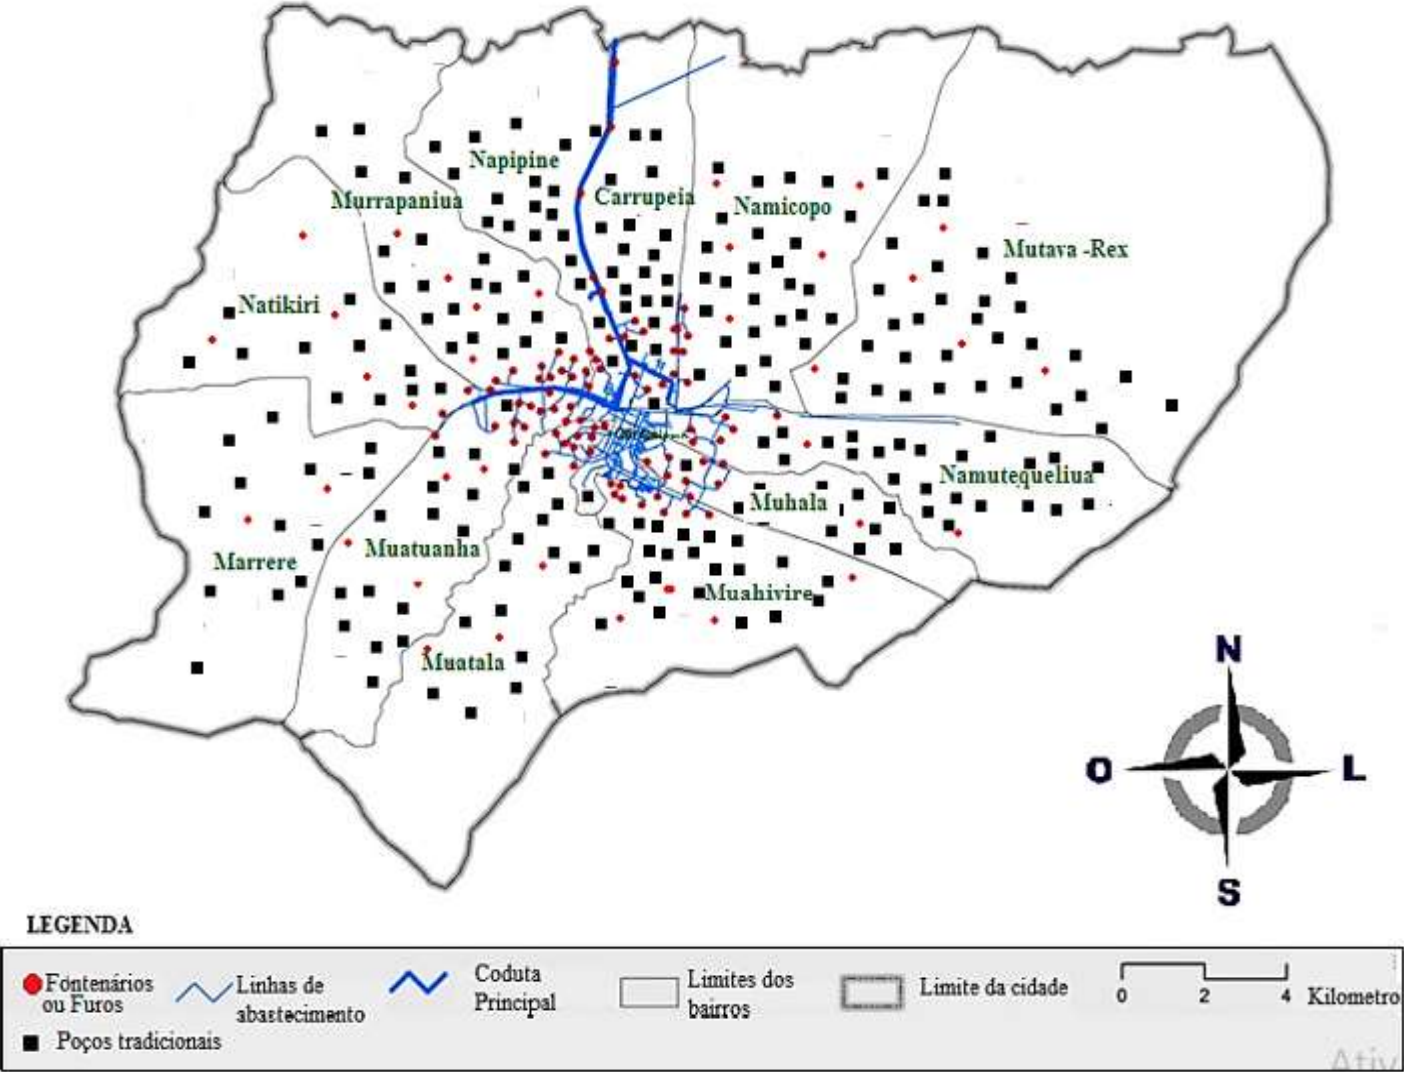 Napipine
Murrapaniua
Carrupeia
Namicopo
Mutava -Rex
Natikiri
Namutequeliua
Muhala
Marrere
Muatuanha
Muahivire
Muatala
N
O
L
S
LEGENDA
Fontenários
ou Furos
Linhas de
abastecimento
Coduta
Principal
Limites dos
bairros
Limite da cidade
0 2 4 Kilometro
Poços tradicionais
Ativ